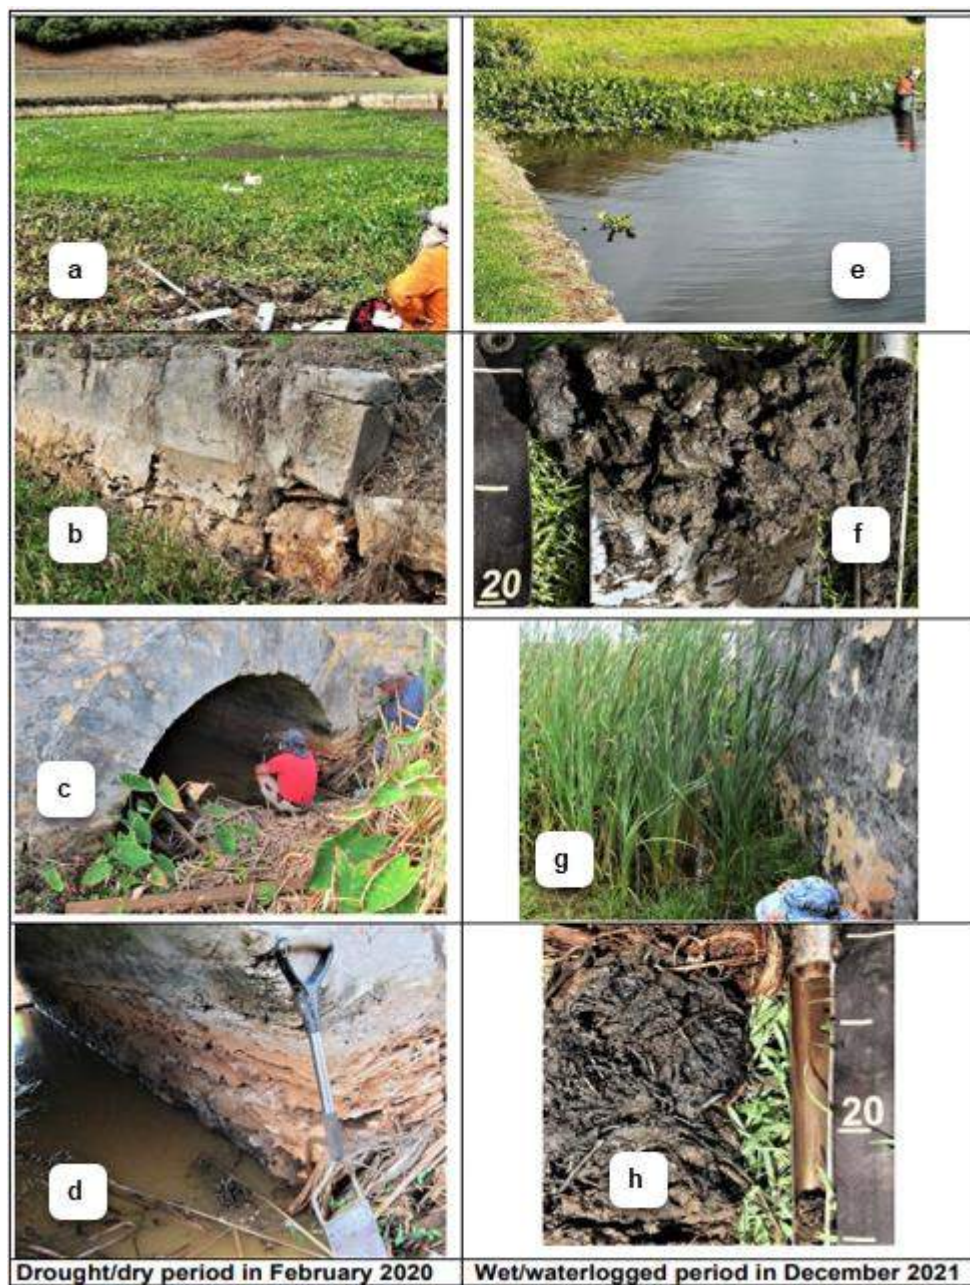 a
e
b
f
20
c
g
d
h
20
Drought/dry period in February 2020
Wet/waterlogged period in December 2021